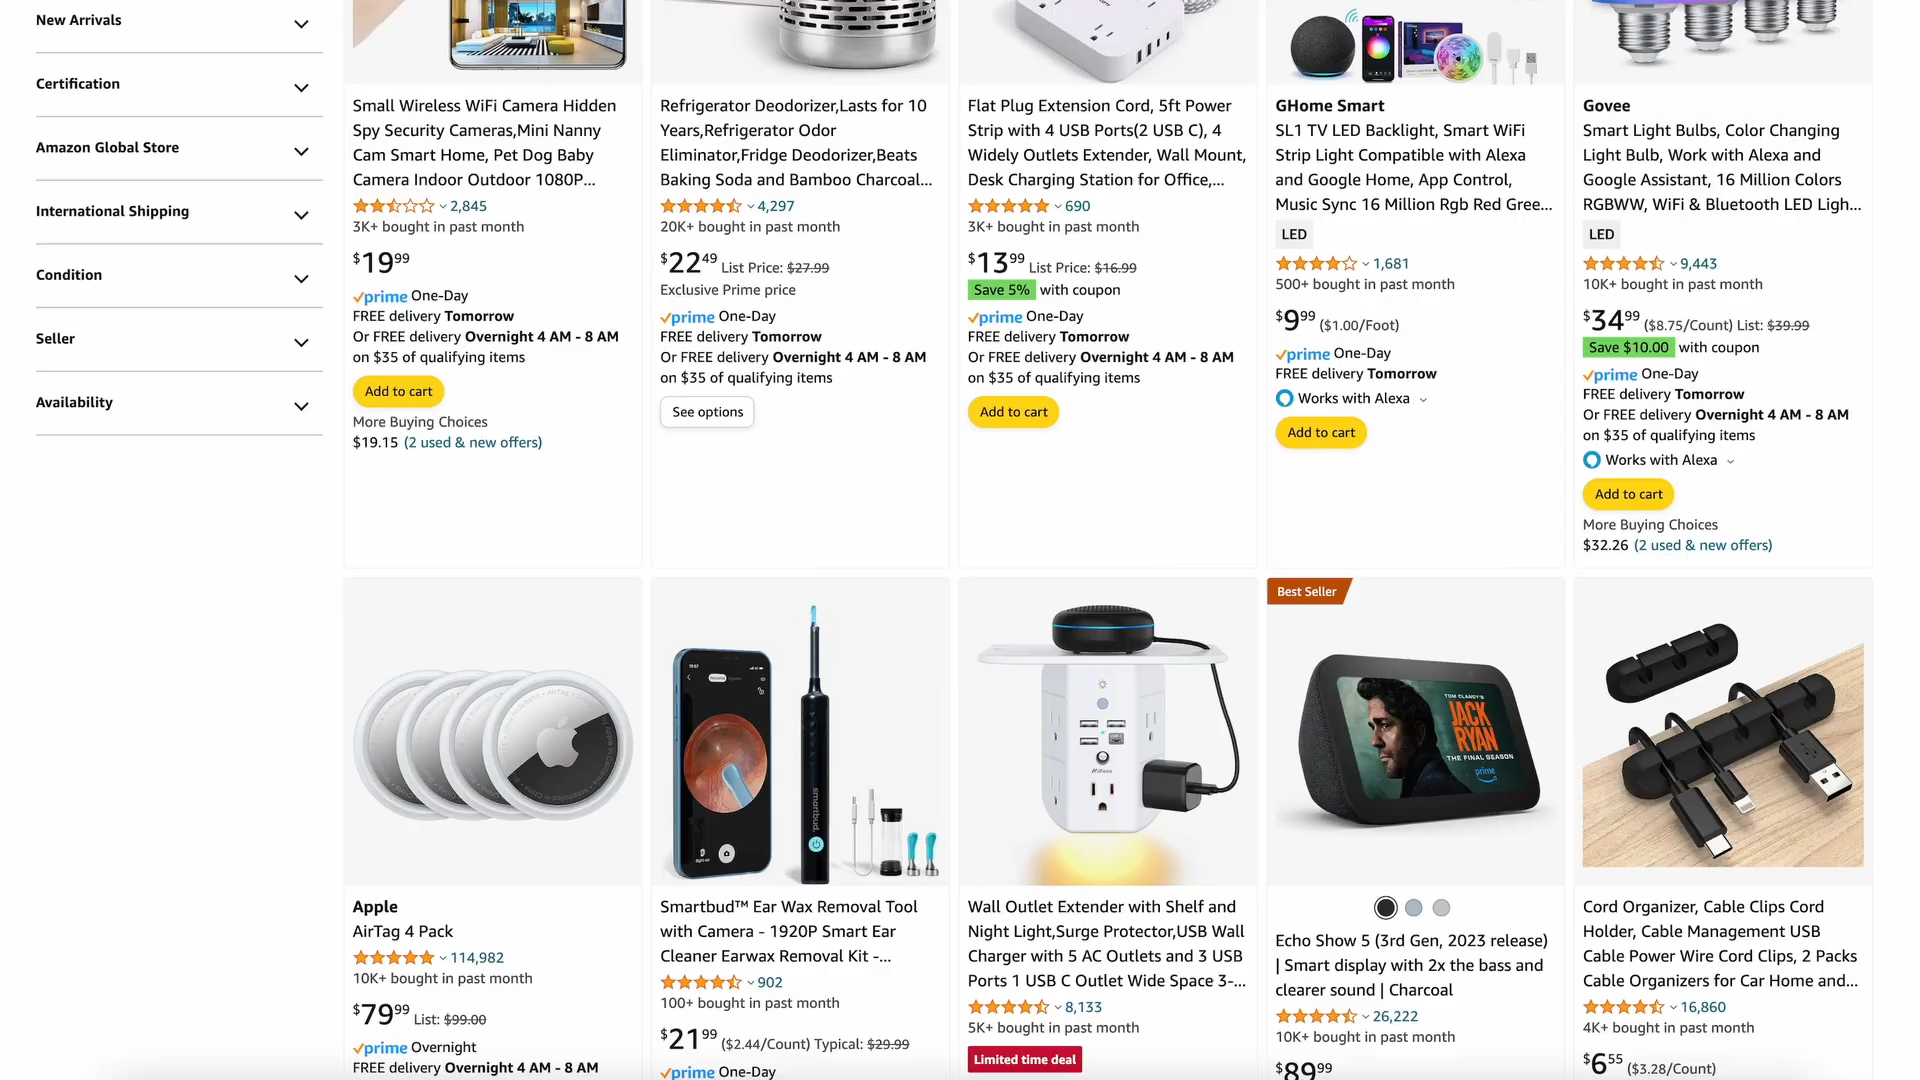 New Arrivals
Certification
Amazon Global Store
International Shipping
Condition
Seller
Availability
Small Wireless WiFi Camera Hidden
Spy Security Cameras,Mini Nanny
Cam Smart Home, Pet Dog Baby
Camera Indoor Outdoor 1080P...
2,845
3K+ bought in past month
$19.99
prime One-Day
FREE delivery Tomorrow
Or FREE delivery Overnight 4 AM - 8 AM
on $35 of qualifying items
Add to cart
More Buying Choices
$19.15 (2 used & new offers)
Refrigerator Deodorizer,Lasts for 10
Years,Refrigerator Odor
Eliminator,Fridge Deodorizer,Beats
Baking Soda and Bamboo Charcoal...
4,297
20K+ bought in past month
$22.49 List Price: $27.99
Exclusive Prime price
prime One-Day
FREE delivery Tomorrow
Or FREE delivery Overnight 4 AM - 8 AM
on $35 of qualifying items
See options
Flat Plug Extension Cord, 5ft Power
Strip with 4 USB Ports(2 USB C), 4
Widely Outlets Extender, Wall Mount,
Desk Charging Station for Office,...
690
3K+ bought in past month
$13.99 List Price: $16.99
Save 5% with coupon
prime One-Day
FREE delivery Tomorrow
Or FREE delivery Overnight 4 AM - 8 AM
on $35 of qualifying items
Add to cart
GHome Smart
SL1 TV LED Backlight, Smart WiFi
Strip Light Compatible with Alexa
and Google Home, App Control,
Music Sync 16 Million Rgb Red Gree...
LED
1,681
500+ bought in past month
$9.99 ($1.00/Foot)
prime One-Day
FREE delivery Tomorrow
Works with Alexa
Add to cart
Govee
Smart Light Bulbs, Color Changing
Light Bulb, Work with Alexa and
Google Assistant, 16 Million Colors
RGBWW, WiFi & Bluetooth LED Ligh...
LED
9,443
10K+ bought in past month
$34.99 ($8.75/Count) List: $39.99
Save $10.00 with coupon
prime One-Day
FREE delivery Tomorrow
Or FREE delivery Overnight 4 AM - 8 AM
on $35 of qualifying items
Works with Alexa
Add to cart
More Buying Choices
$32.26 (2 used & new offers)
Apple
AirTag 4 Pack
114,982
10K+ bought in past month
$79.99 List: $99.00
prime Overnight
FREE delivery Overnight 4 AM - 8 AM
smartbud.
Smartbud™ Ear Wax Removal Tool
with Camera - 1920P Smart Ear
Cleaner Earwax Removal Kit -...
902
100+ bought in past month
$21.99 ($2.44/Count) Typical: $29.99
prime One-Day
Wall Outlet Extender with Shelf and
Night Light,Surge Protector,USB Wall
Charger with 5 AC Outlets and 3 USB
Ports 1 USB C Outlet Wide Space 3-...
8,133
5K+ bought in past month
Limited time deal
Best Seller
TOM CLANCY'S
JACK
RYAN
THE FINAL SEASON
prime
Echo Show 5 (3rd Gen, 2023 release)
| Smart display with 2x the bass and
clearer sound | Charcoal
26,222
10K+ bought in past month
$89.99
Cord Organizer, Cable Clips Cord
Holder, Cable Management USB
Cable Power Wire Cord Clips, 2 Packs
Cable Organizers for Car Home and...
16,860
4K+ bought in past month
$6.55 ($3.28/Count)